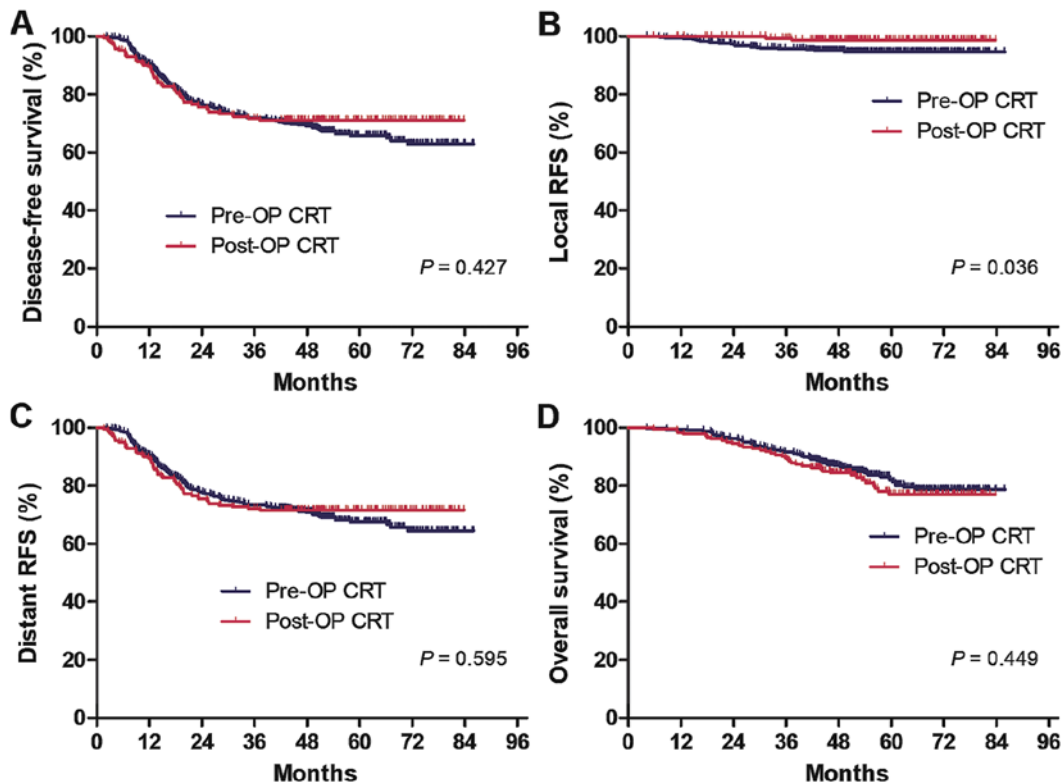 A
Disease-free survival (%)
100
80
60
40
20
0
Pre-OP CRT
Post-OP CRT
P = 0.427
0 12 24 36 48 60 72 84 96
Months
B
Local RFS (%)
100
80
60
40
20
0
Pre-OP CRT
Post-OP CRT
P = 0.036
0 12 24 36 48 60 72 84 96
Months
C
Distant RFS (%)
100
80
60
40
20
0
Pre-OP CRT
Post-OP CRT
P = 0.595
0 12 24 36 48 60 72 84 96
Months
D
Overall survival (%)
100
80
60
40
20
0
Pre-OP CRT
Post-OP CRT
P = 0.449
0 12 24 36 48 60 72 84 96
Months